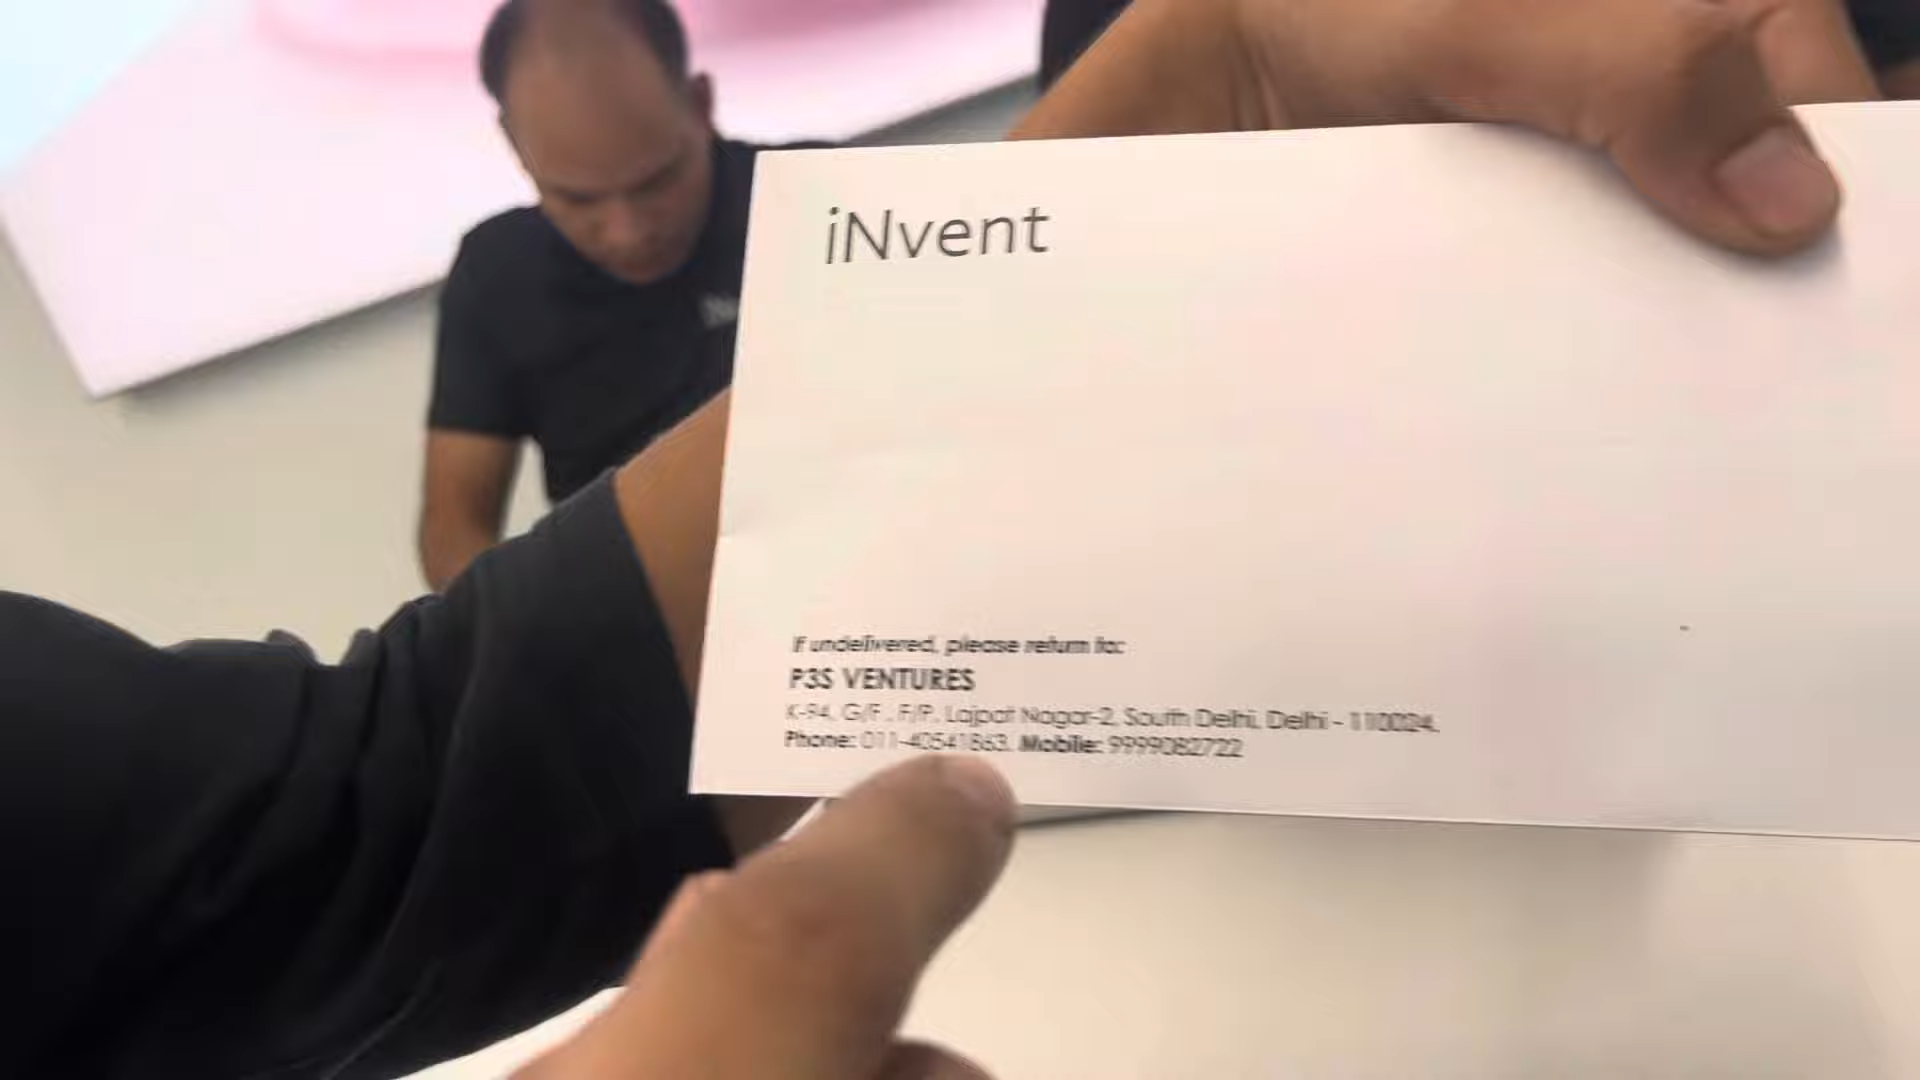 iNvent
If undelivered, please return to:
P3S VENTURES
K-94, G/F, F/P, Lajpat Nagar-2, South Delhi, Delhi - 110024.
Phone: 011-40541863, Mobile: 9999082722